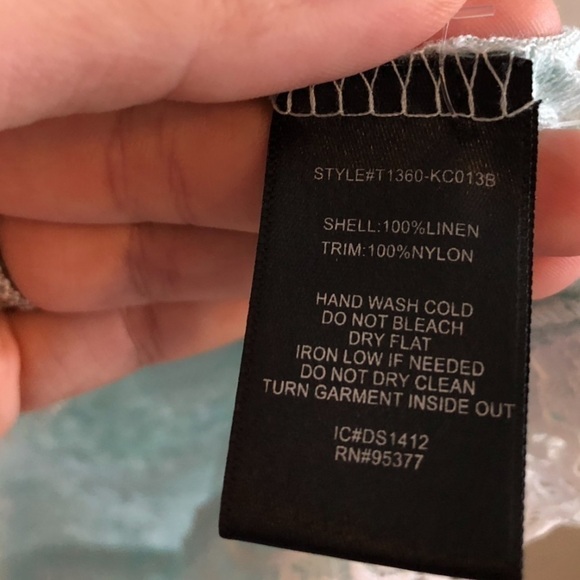 STYLE#T1360-KC013B
SHELL:100%LINEN
TRIM:100%NYLON
HAND WASH COLD
DO NOT BLEACH
DRY FLAT
IRON LOW IF NEEDED
DO NOT DRY CLEAN
TURN GARMENT INSIDE OUT
IC#DS1412
RN#95377